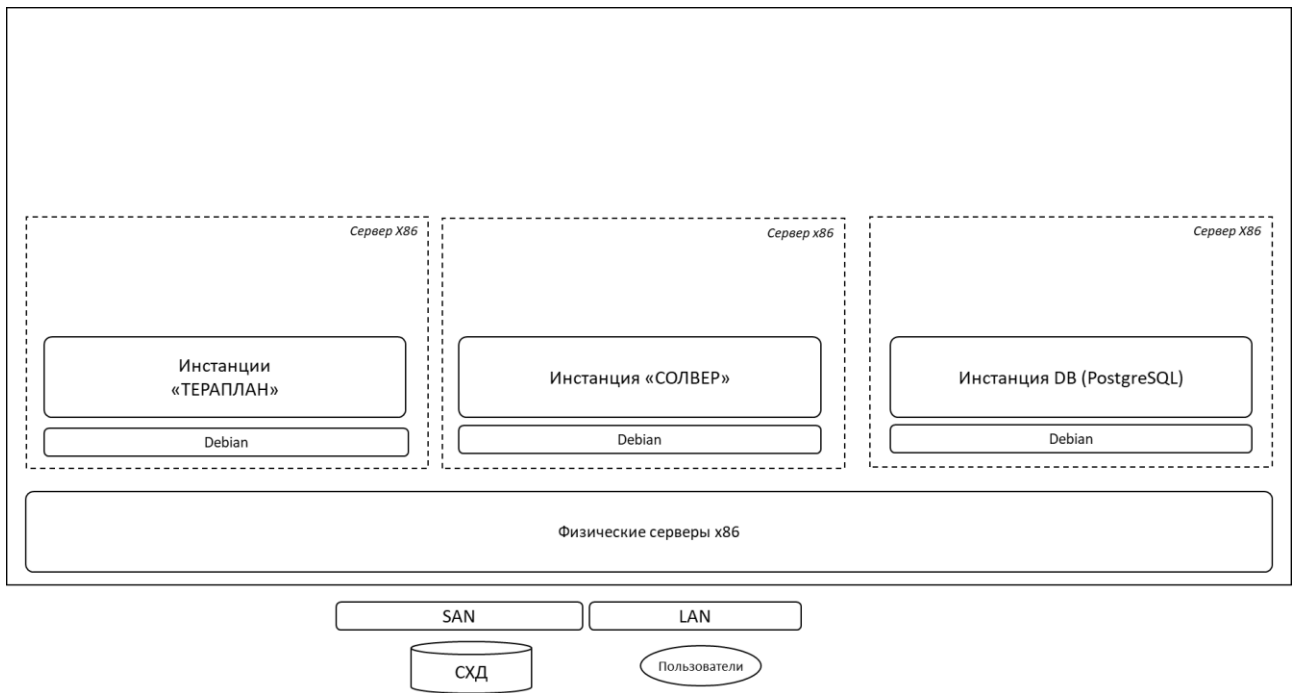 Сервер X86
Сервер x86
Сервер X86
Инстанции
«ТЕРАПЛАН»
Инстанция «СОЛВЕР»
Инстанция DB (PostgreSQL)
Debian
Debian
Debian
Физические серверы x86
SAN
LAN
СХД
Пользователи